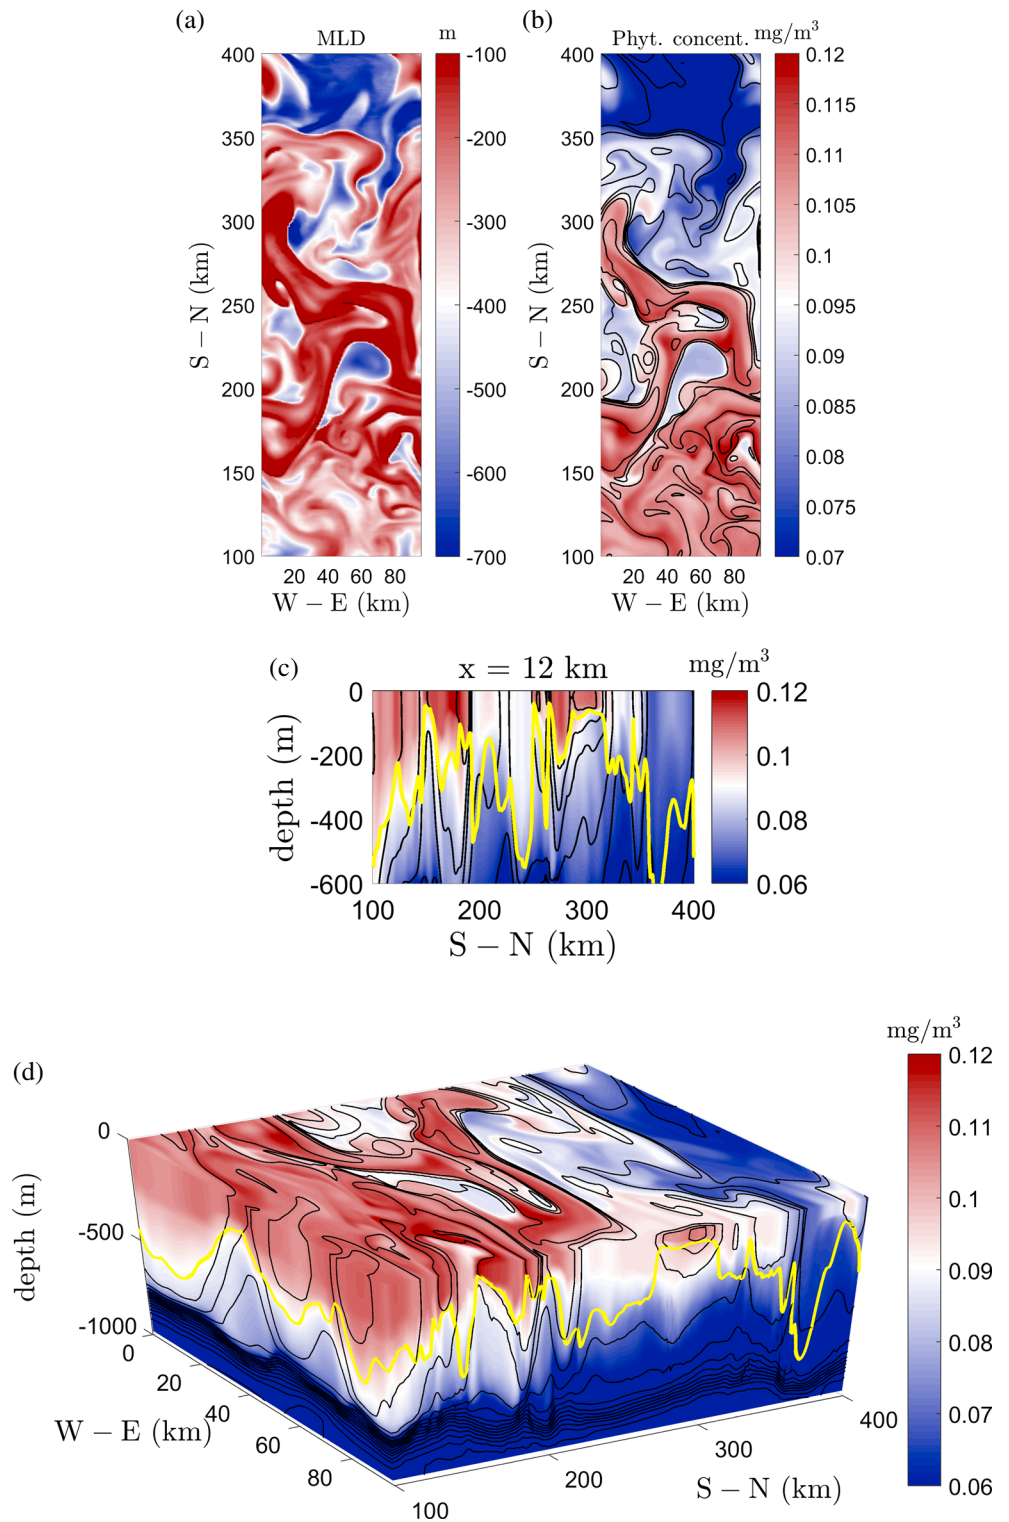 (a)
MLD
m
(b)
Phyt. concent.
mg/m³
400
350
300
250
200
150
100
S – N (km)
20 40 60 80
W – E (km)
-100
-200
-300
-400
-500
-600
-700
400
350
300
250
200
150
100
S – N (km)
20 40 60 80
W – E (km)
0.12
0.115
0.11
0.105
0.1
0.095
0.09
0.085
0.08
0.075
0.07
(c)
x = 12 km
mg/m³
0
-200
-400
-600
depth (m)
100 200 300 400
S – N (km)
0.12
0.1
0.08
0.06
(d)
mg/m³
0
-500
-1000
depth (m)
0
20
40
60
80
W – E (km)
100
200
300
400
S – N (km)
0.12
0.11
0.1
0.09
0.08
0.07
0.06